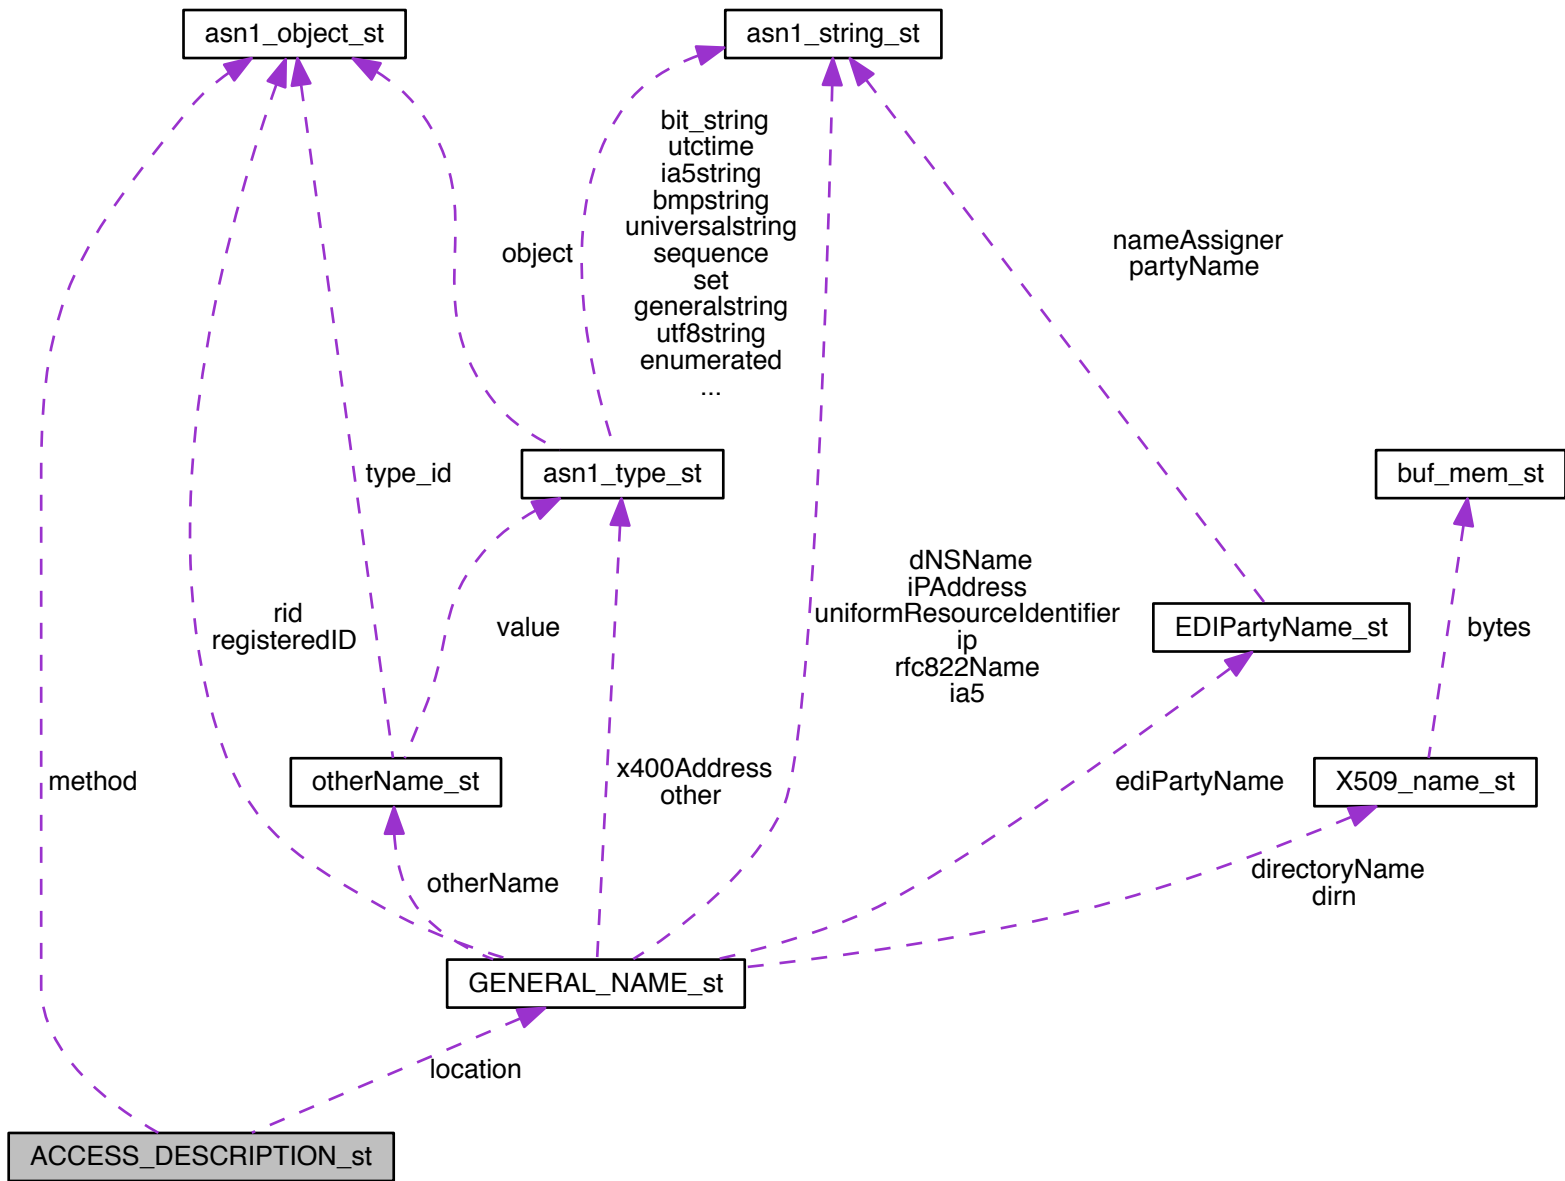 asn1_object_st
asn1_string_st
bit_string
utctime
ia5string
bmpstring
universalstring
sequence
set
generalstring
utf8string
enumerated
...
object
nameAssigner
partyName
type_id
asn1_type_st
buf_mem_st
rid
registeredID
value
dNSName
iPAddress
uniformResourceIdentifier
ip
rfc822Name
ia5
EDIPartyName_st
bytes
method
otherName_st
x400Address
other
ediPartyName
X509_name_st
otherName
directoryName
dirn
GENERAL_NAME_st
location
ACCESS_DESCRIPTION_st